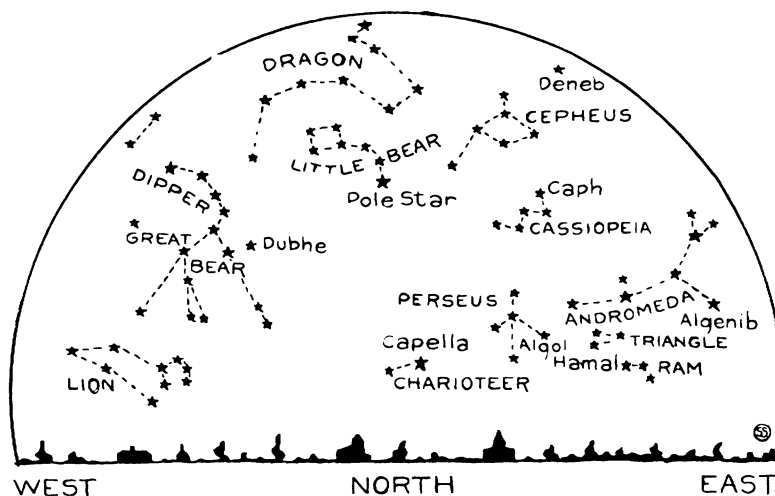 DRAGON
Deneb
CEPHEUS
LITTLE BEAR
DIPPER
Pole Star
Caph
CASSIOPEIA
GREAT
BEAR
Dubhe
PERSEUS
ANDROMEDA
Algenib
Algol
TRIANGLE
Capella
Hamal
RAM
LION
CHARIOTEER
SS
WEST
NORTH
EAST